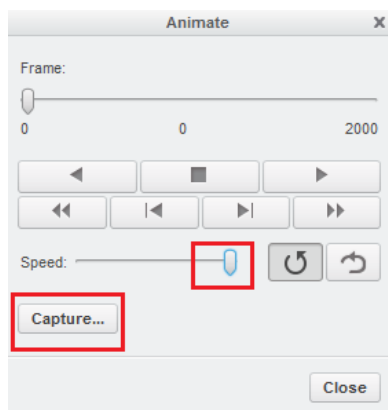 Animate x
Frame:
0 0 2000
Speed:
Capture...
Close